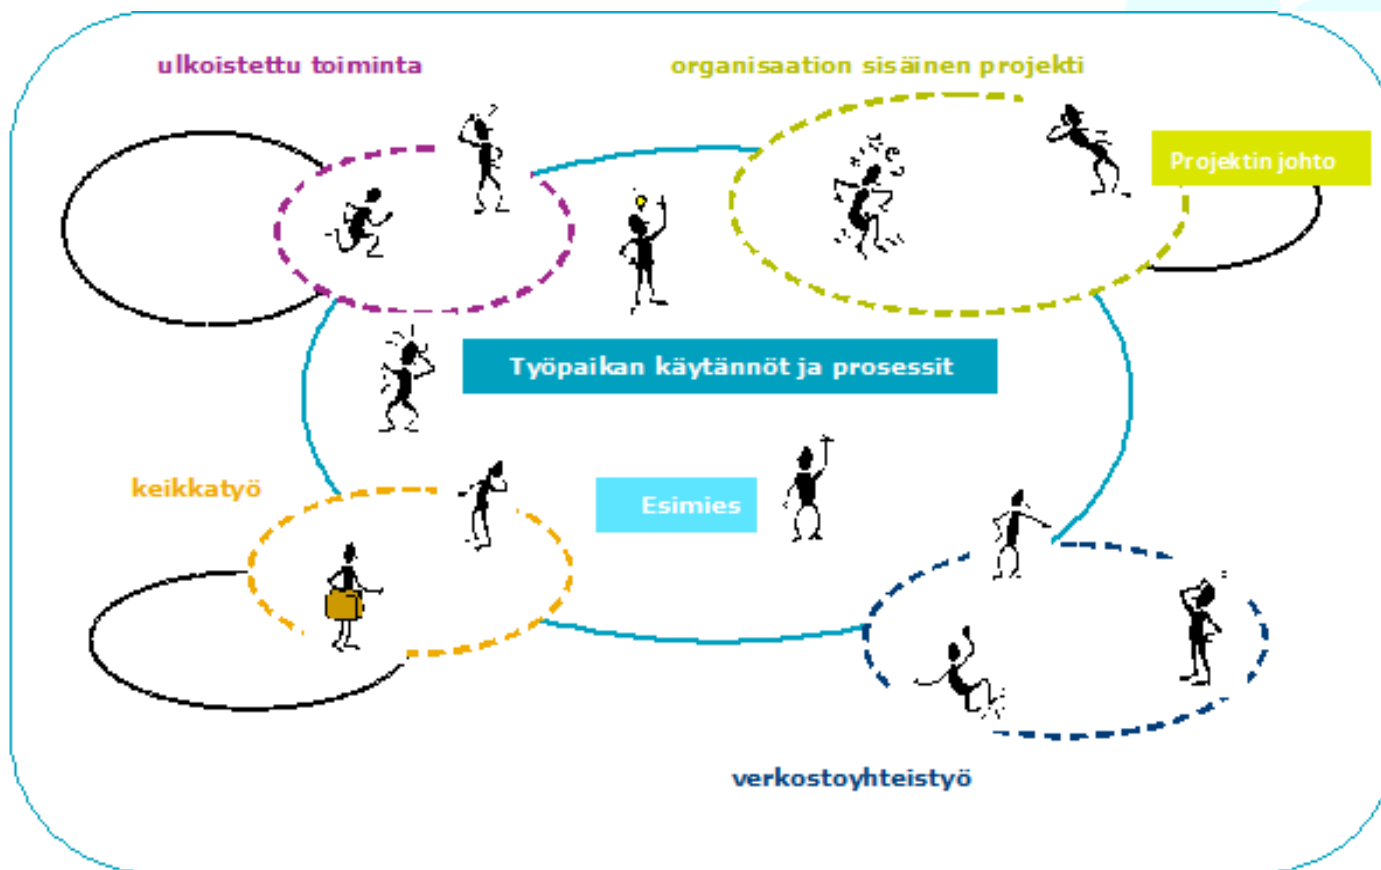 ulkoistettu toiminta
organisaation sisäinen projekti
Projektin johto
Työpaikan käytännöt ja prosessit
keikkatyö
Esimies
verkostoyhteistyö